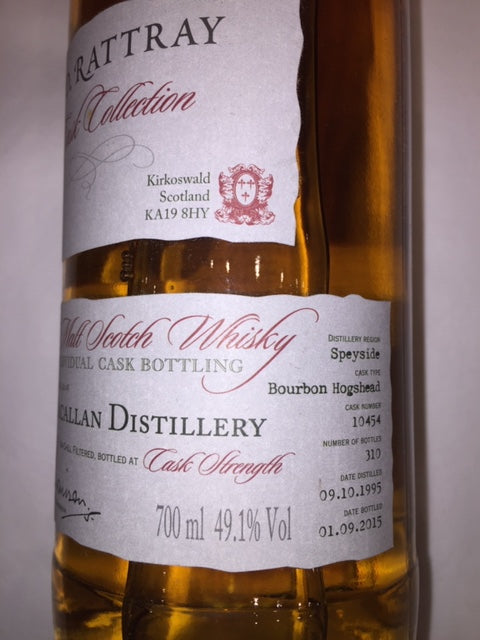 RATTRAY
Collection
Kirkoswald
Scotland
KA19 8HY
Malt Scotch Whisky
IVIDUAL CASK BOTTLING
CALLAN DISTILLERY
FILTERED, BOTTLED AT Cask Strength
700 ml 49.1% Vol
DISTILLERY REGION
Speyside
CASK TYPE
Bourbon Hogshead
CASK NUMBER
10454
NUMBER OF BOTTLES
310
DATE DISTILLED
09.10.1995
DATE BOTTLED
01.09.2015